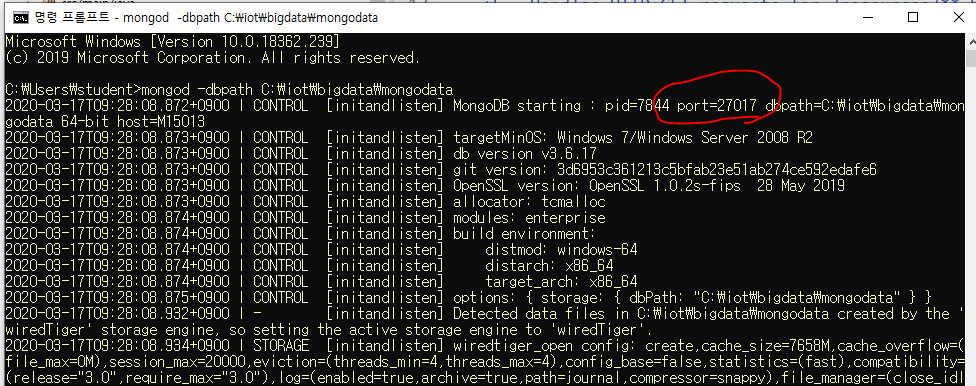 명령 프롬프트 - mongod -dbpath C:₩iot₩bigdata₩mongodata
Microsoft Windows [Version 10.0.18362.239]
(c) 2019 Microsoft Corporation. All rights reserved.
C:₩Users₩student>mongod -dbpath C:₩iot₩bigdata₩mongodata
2020-03-17T09:28:08.872+0900 I CONTROL  [initandlisten] MongoDB starting : pid=7844 port=27017 dbpath=C:₩iot₩bigdata₩mon
godata 64-bit host=M15013
2020-03-17T09:28:08.873+0900 I CONTROL  [initandlisten] targetMinOS: Windows 7/Windows Server 2008 R2
2020-03-17T09:28:08.873+0900 I CONTROL  [initandlisten] db version v3.6.17
2020-03-17T09:28:08.873+0900 I CONTROL  [initandlisten] git version: 3d6953c361213c5bfab23e51ab274ce592edafe6
2020-03-17T09:28:08.873+0900 I CONTROL  [initandlisten] OpenSSL version: OpenSSL 1.0.2s-fips  28 May 2019
2020-03-17T09:28:08.873+0900 I CONTROL  [initandlisten] allocator: tcmalloc
2020-03-17T09:28:08.874+0900 I CONTROL  [initandlisten] modules: enterprise
2020-03-17T09:28:08.874+0900 I CONTROL  [initandlisten] build environment:
2020-03-17T09:28:08.874+0900 I CONTROL  [initandlisten]     distmod: windows-64
2020-03-17T09:28:08.874+0900 I CONTROL  [initandlisten]     distarch: x86_64
2020-03-17T09:28:08.874+0900 I CONTROL  [initandlisten]     target_arch: x86_64
2020-03-17T09:28:08.875+0900 I CONTROL  [initandlisten] options: { storage: { dbPath: "C:₩iot₩bigdata₩mongodata" } }
2020-03-17T09:28:08.932+0900 I -        [initandlisten] Detected data files in C:₩iot₩bigdata₩mongodata created by the '
wiredTiger' storage engine, so setting the active storage engine to 'wiredTiger'.
2020-03-17T09:28:08.934+0900 I STORAGE  [initandlisten] wiredtiger_open config: create,cache_size=7658M,cache_overflow=(
file_max=0M),session_max=20000,eviction=(threads_min=4,threads_max=4),config_base=false,statistics=(fast),compatibility=
(release="3.0",require_max="3.0"),log=(enabled=true,archive=true,path=journal,compressor=snappy),file_manager=(close_idl